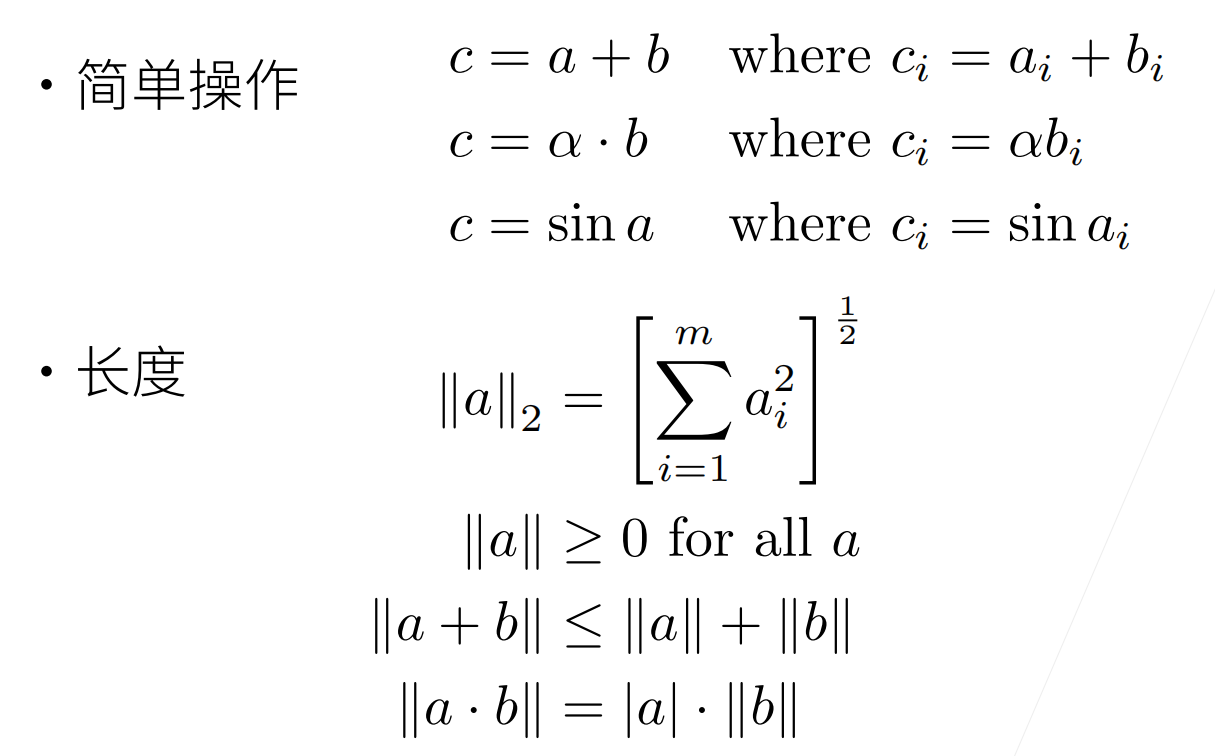 • 简单操作
c = a + b where c_i = a_i + b_i
c = α · b where c_i = αb_i
c = sin a where c_i = sin a_i
• 长度
‖a‖_2 = [∑_{i=1}^{m} a_i^2]^{1/2}
‖a‖ ≥ 0 for all a
‖a + b‖ ≤ ‖a‖ + ‖b‖
‖a · b‖ = |a| · ‖b‖